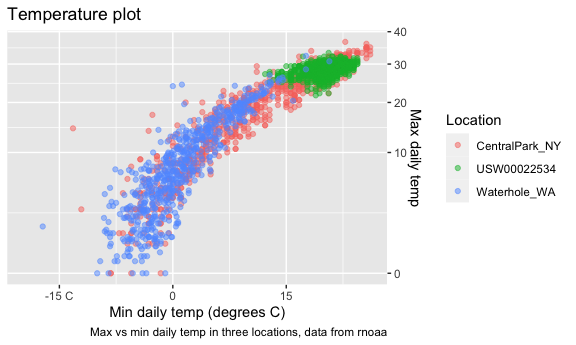 Temperature plot
40
30
20
10
0
Max daily temp
-15 C
0
15
Min daily temp (degrees C)
Max vs min daily temp in three locations, data from rnoaa
Location
CentralPark_NY
USW00022534
Waterhole_WA